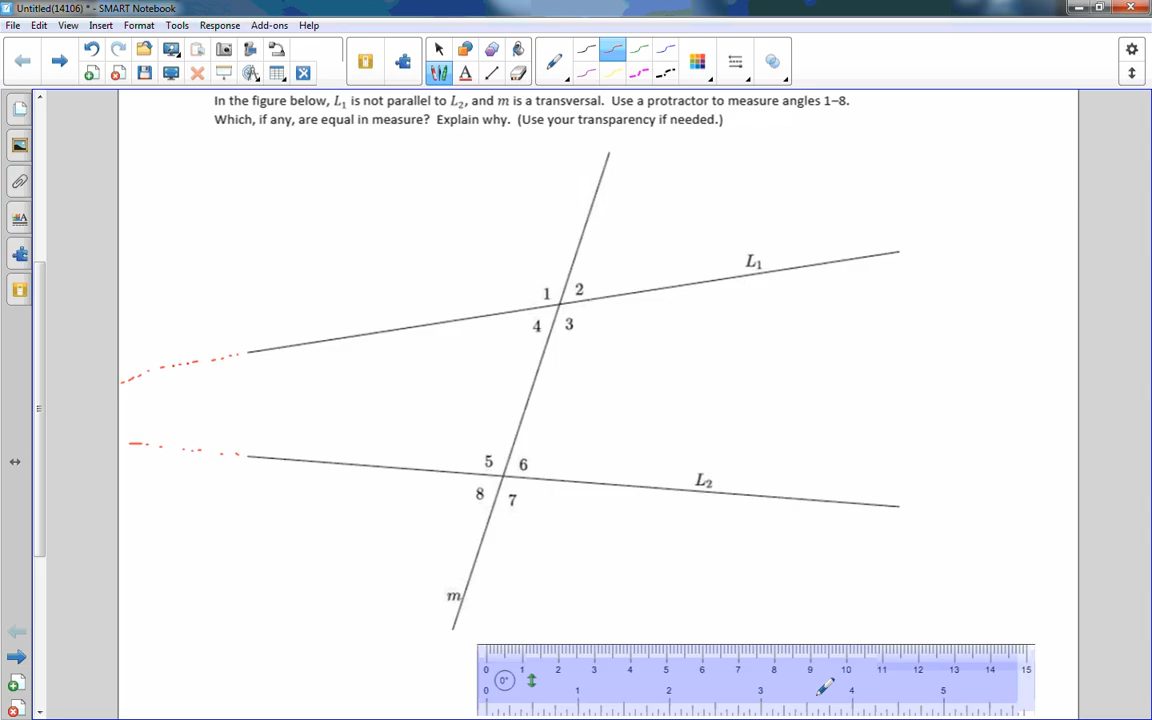 Untitled(14106) * - SMART Notebook
File Edit View Insert Format Tools Response Add-ons Help
In the figure below, L₁ is not parallel to L₂, and m is a transversal. Use a protractor to measure angles 1–8.
Which, if any, are equal in measure? Explain why. (Use your transparency if needed.)
L₁
1 2
4 3
5 6
L₂
8 7
m
0 1 2 3 4 5 6 7 8 9 10 11 12 13 14 15
0°
0 1 2 3 4 5